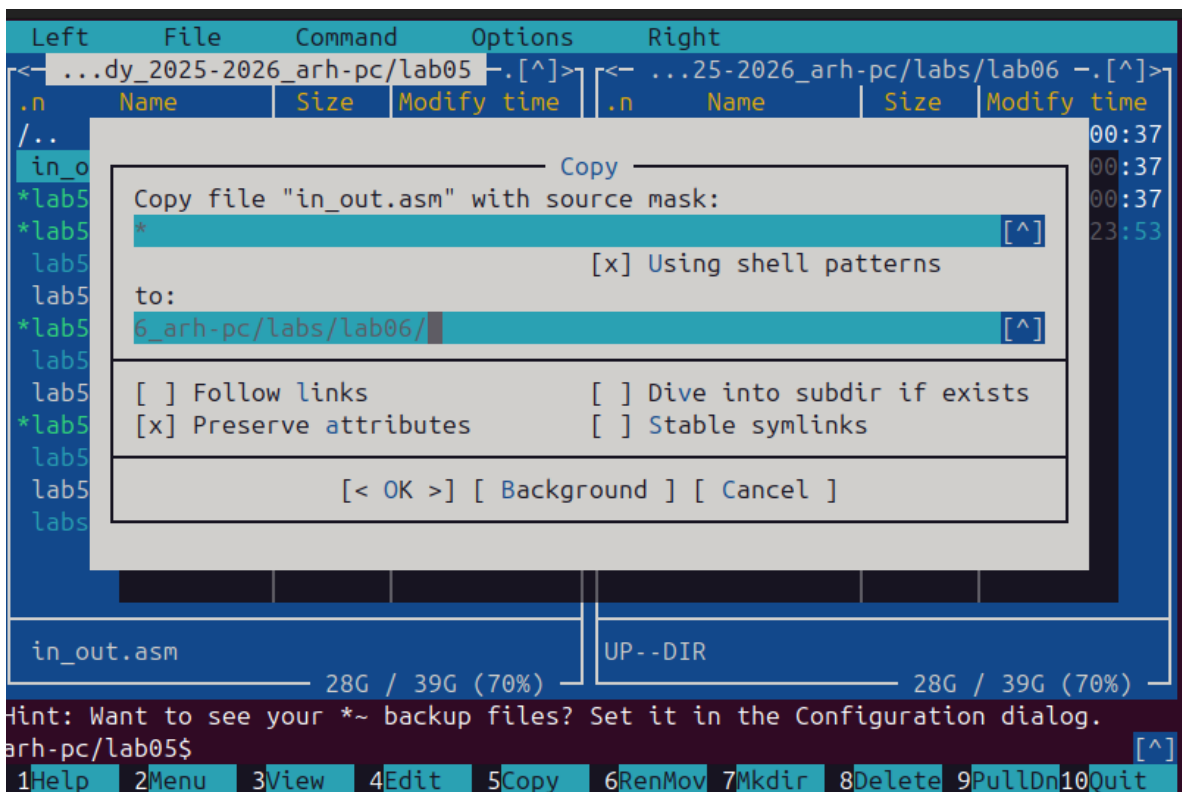 Left File Command Options Right
<− ...dy_2025-2026_arh-pc/lab05 −.[^]> <− ...25-2026_arh-pc/labs/lab06 −.[^]>
.n Name Size Modify time .n Name Size Modify time
/.. 00:37
in_o Copy 00:37
*lab5 Copy file "in_out.asm" with source mask: 00:37
*lab5 * [^] 23:53
lab5 [x] Using shell patterns
lab5 to:
*lab5 6_arh-pc/labs/lab06/ [^]
lab5
lab5 [ ] Follow links [ ] Dive into subdir if exists
*lab5 [x] Preserve attributes [ ] Stable symlinks
lab5
lab5 [< OK >] [ Background ] [ Cancel ]
labs
in_out.asm UP--DIR
28G / 39G (70%) 28G / 39G (70%)
Hint: Want to see your *~ backup files? Set it in the Configuration dialog.
arh-pc/lab05$ [^]
1Help 2Menu 3View 4Edit 5Copy 6RenMov 7Mkdir 8Delete 9PullDn 10Quit